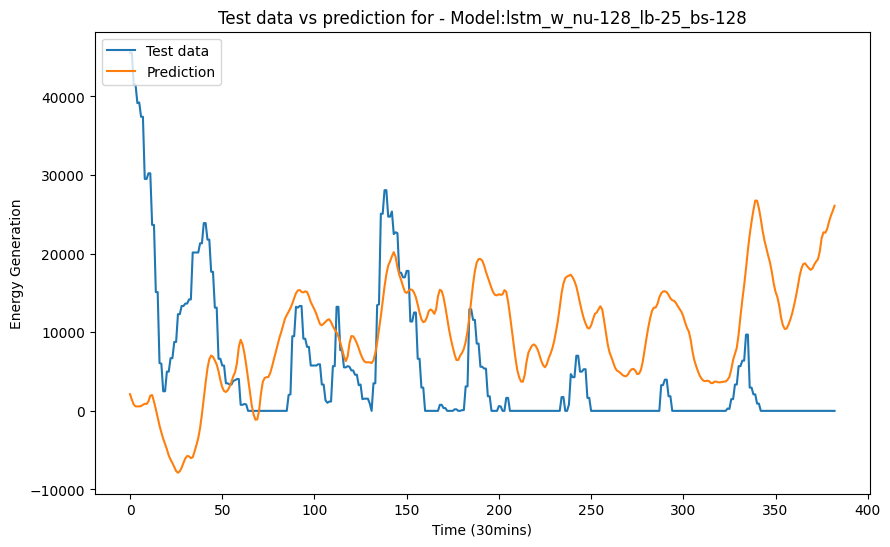 Test data vs prediction for - Model:lstm_w_nu-128_lb-25_bs-128
Test data
Prediction
40000
30000
20000
10000
0
−10000
Energy Generation
0 50 100 150 200 250 300 350 400
Time (30mins)